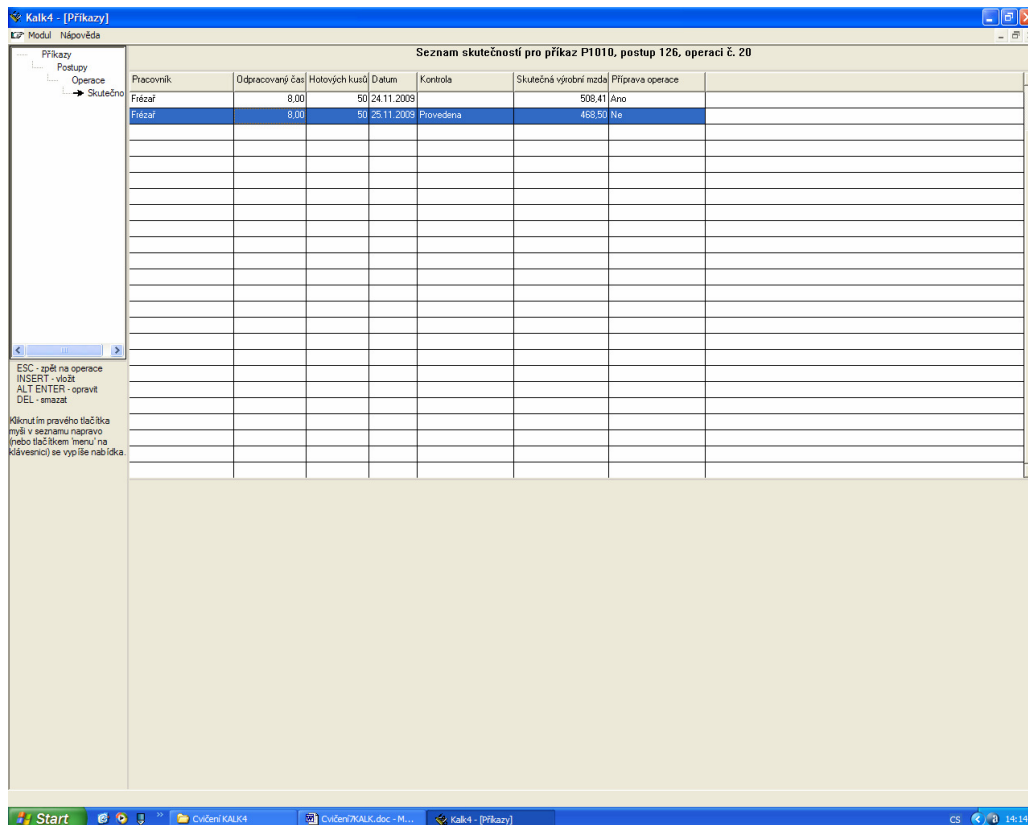 Kalk4 - [Příkazy]
Modul Nápověda
Příkazy
Postupy
Operace
Skutečno
ESC - zpět na operace
INSERT - vložit
ALT ENTER - opravit
DEL - smazat
Kliknutím pravého tlačítka
myši v seznamu napravo
(nebo tlačítkem 'menu' na
klávesnici) se vypíše nabídka.
Seznam skutečností pro příkaz P1010, postup 126, operaci č. 20
Pracovník Odpracovaný čas Hotových kusů Datum Kontrola Skutečná výrobní mzda Příprava operace
Frézař 8,00 50 24.11.2009 508,41 Ano
Frézař 8,00 50 25.11.2009 Provedena 468,50 Ne
Start Cvičení KALK4 Cvičení7KALK.doc - M... Kalk4 - [Příkazy] CS 14:14